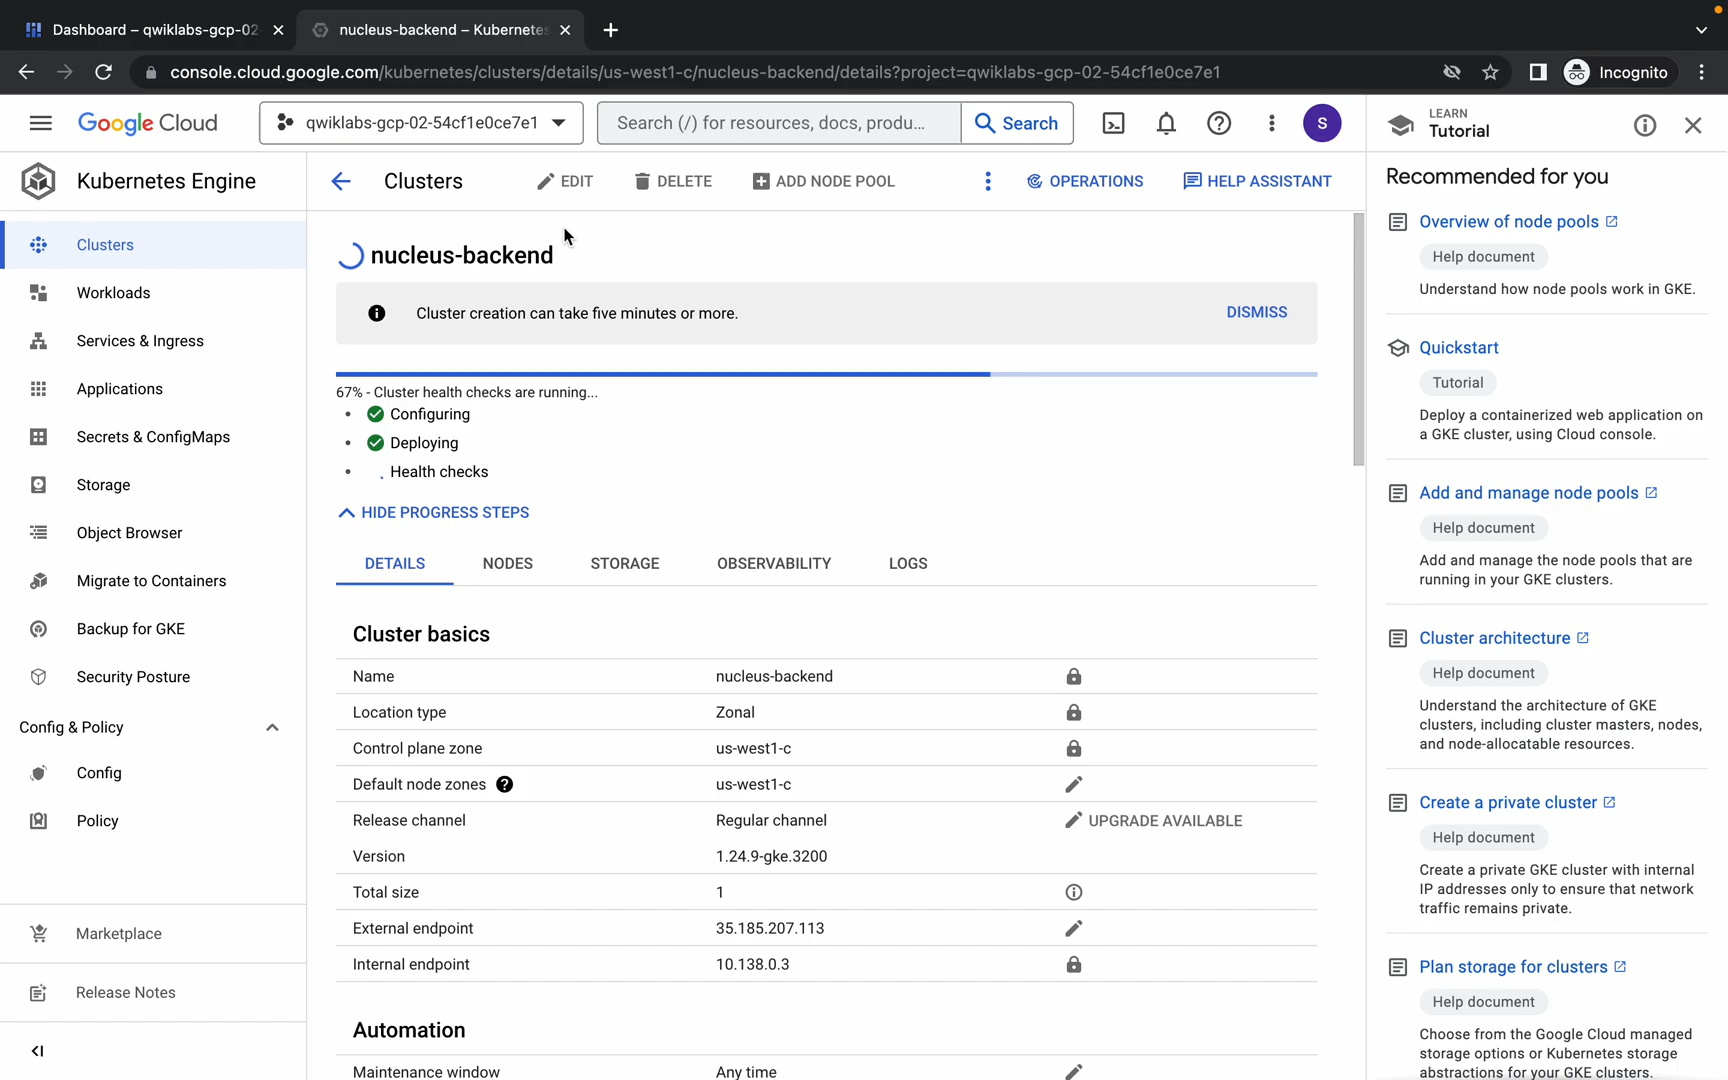 Dashboard – qwiklabs-gcp-02
nucleus-backend – Kubernetes
console.cloud.google.com/kubernetes/clusters/details/us-west1-c/nucleus-backend/details?project=qwiklabs-gcp-02-54cf1e0ce7e1
Incognito
Google Cloud
qwiklabs-gcp-02-54cf1e0ce7e1
Search (/) for resources, docs, produ...
Search
S
LEARN
Tutorial
Kubernetes Engine
Clusters
EDIT
DELETE
ADD NODE POOL
OPERATIONS
HELP ASSISTANT
Clusters
Workloads
Services & Ingress
Applications
Secrets & ConfigMaps
Storage
Object Browser
Migrate to Containers
Backup for GKE
Security Posture
Config & Policy
Config
Policy
Marketplace
Release Notes
nucleus-backend
Cluster creation can take five minutes or more.
DISMISS
67% - Cluster health checks are running...
Configuring
Deploying
Health checks
HIDE PROGRESS STEPS
DETAILS
NODES
STORAGE
OBSERVABILITY
LOGS
Cluster basics
Name nucleus-backend
Location type Zonal
Control plane zone us-west1-c
Default node zones us-west1-c
Release channel Regular channel UPGRADE AVAILABLE
Version 1.24.9-gke.3200
Total size 1
External endpoint 35.185.207.113
Internal endpoint 10.138.0.3
Automation
Maintenance window Any time
Recommended for you
Overview of node pools
Help document
Understand how node pools work in GKE.
Quickstart
Tutorial
Deploy a containerized web application on
a GKE cluster, using Cloud console.
Add and manage node pools
Help document
Add and manage the node pools that are
running in your GKE clusters.
Cluster architecture
Help document
Understand the architecture of GKE
clusters, including cluster masters, nodes,
and node-allocatable resources.
Create a private cluster
Help document
Create a private GKE cluster with internal
IP addresses only to ensure that network
traffic remains private.
Plan storage for clusters
Help document
Choose from the Google Cloud managed
storage options or Kubernetes storage
abstractions for your GKE clusters.